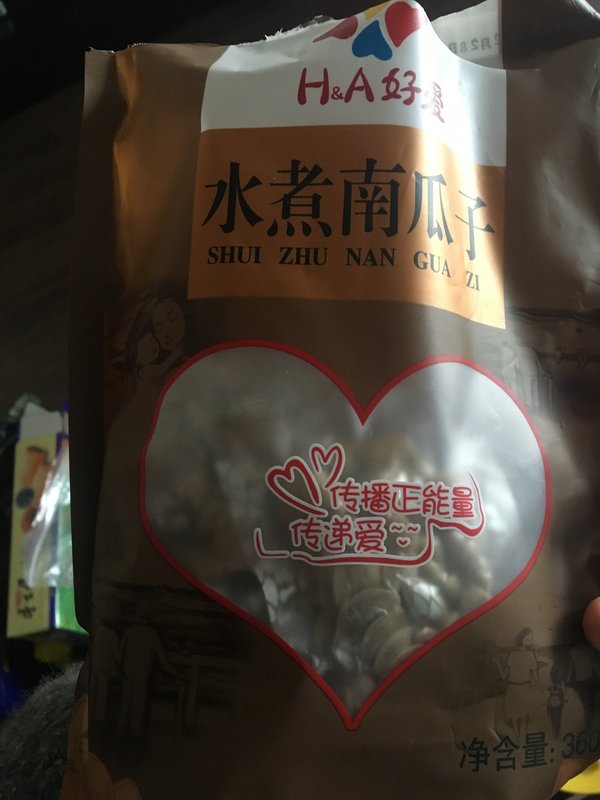 H&A 好爱
水煮南瓜子
SHUI ZHU NAN GUA ZI
传播正能量
传递爱~~
净含量: 360